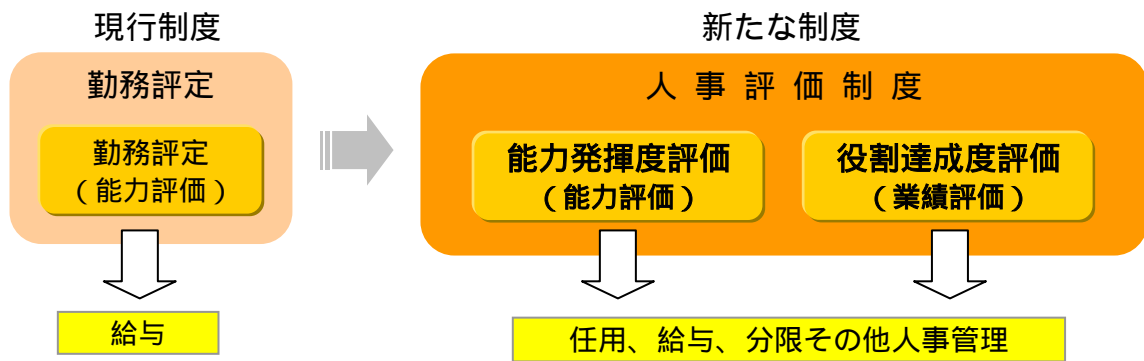 現行制度
勤務評定
勤務評定
（能力評価）
給与
新たな制度
人事評価制度
能力発揮度評価
（能力評価）
役割達成度評価
（業績評価）
任用、給与、分限その他人事管理